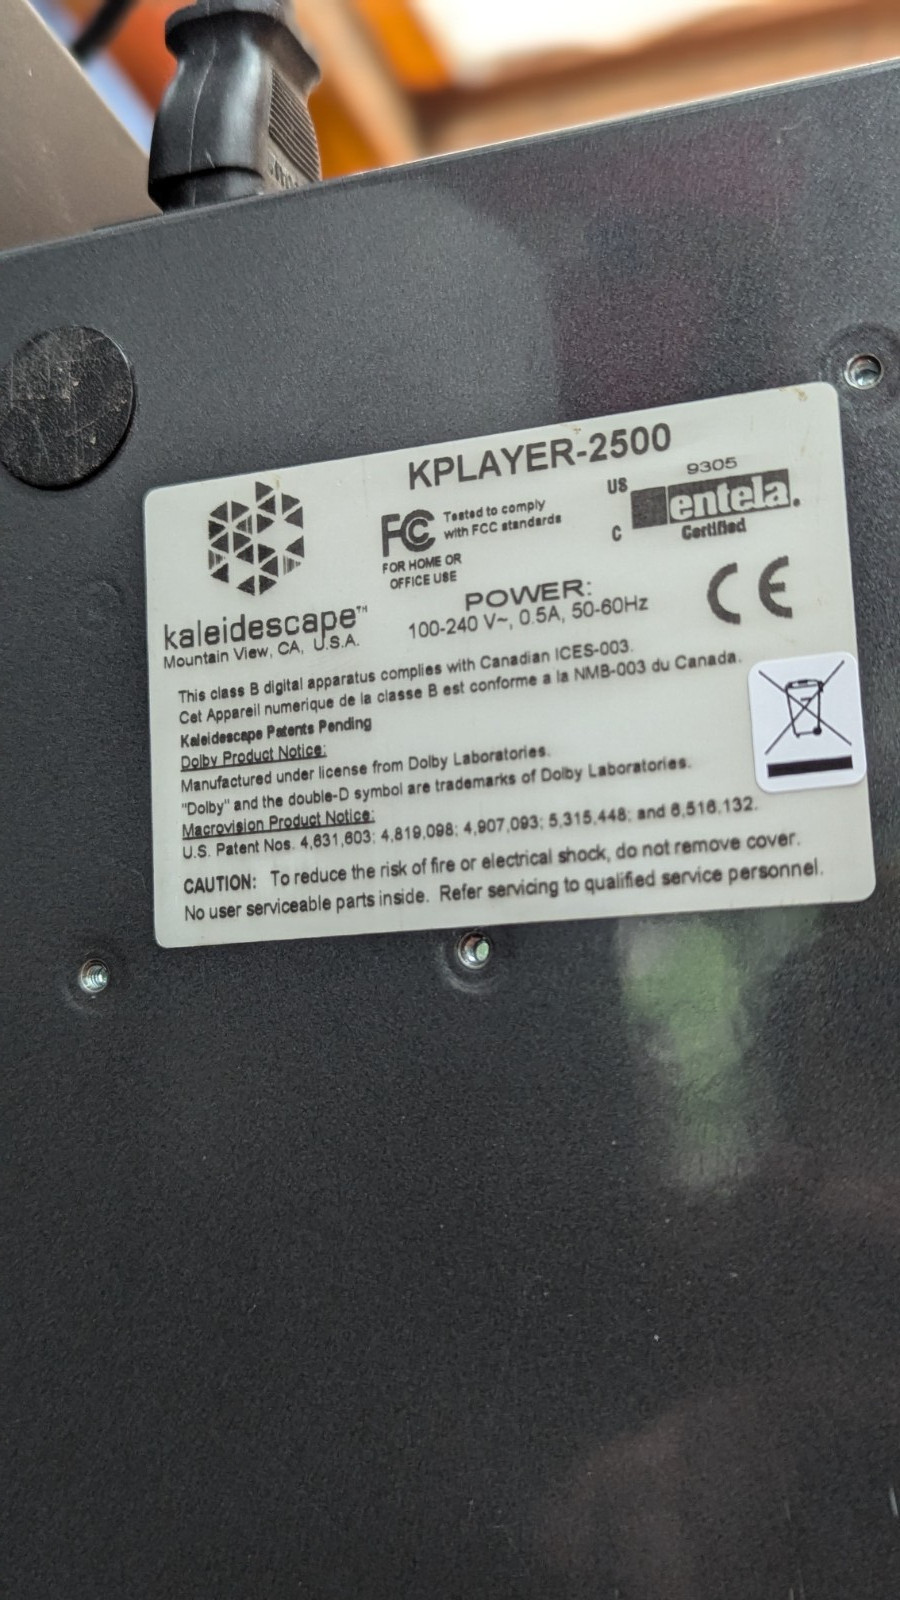 KPLAYER-2500
FC Tested to comply
with FCC standards
FOR HOME OR
OFFICE USE
9305
US
entela.
C
Certified
kaleidescape™
Mountain View, CA, U.S.A.
POWER:
100-240 V~, 0.5A, 50-60Hz
CE
This class B digital apparatus complies with Canadian ICES-003.
Cet Appareil numerique de la classe B est conforme a la NMB-003 du Canada.
Kaleidescape Patents Pending
Dolby Product Notice:
Manufactured under license from Dolby Laboratories.
"Dolby" and the double-D symbol are trademarks of Dolby Laboratories.
Macrovision Product Notice:
U.S. Patent Nos. 4,631,603; 4,819,098; 4,907,093; 5,315,448; and 6,516,132.
CAUTION: To reduce the risk of fire or electrical shock, do not remove cover.
No user serviceable parts inside. Refer servicing to qualified service personnel.